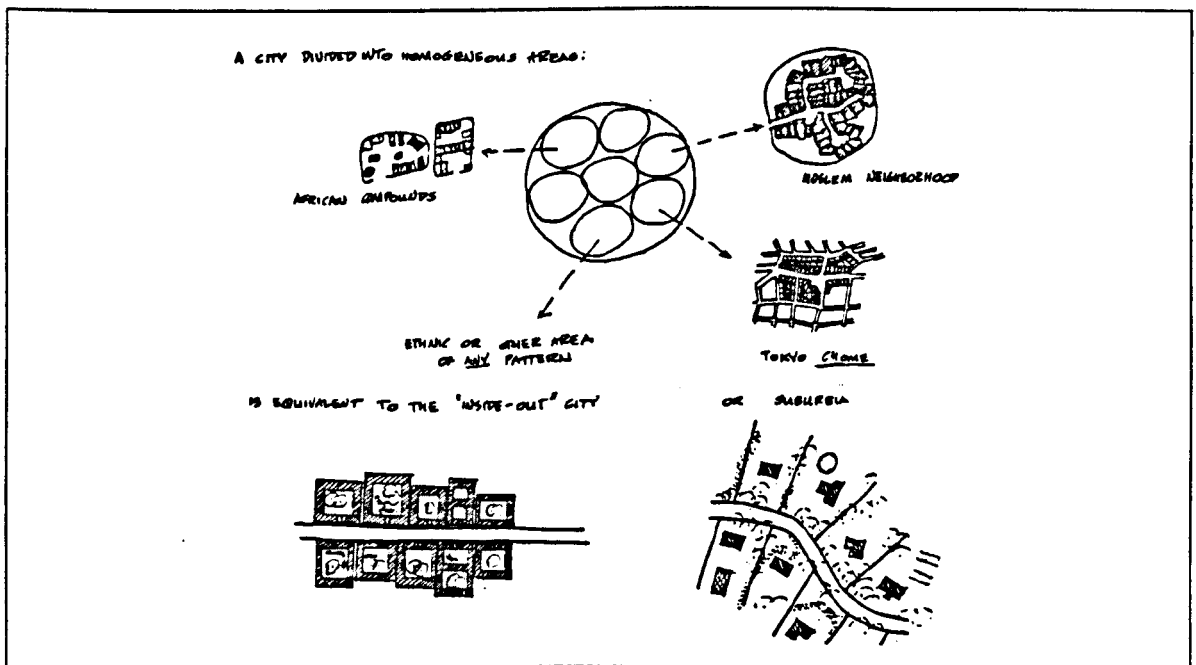 A CITY DIVIDED INTO HOMOGENEOUS AREAS:
AFRICAN COMPOUNDS
MOSLEM NEIGHBORHOOD
ETHNIC OR OTHER AREA
OF ANY PATTERN
TOKYO CHOME
IS EQUIVALENT TO THE "INSIDE-OUT" CITY
OR SUBURBIA